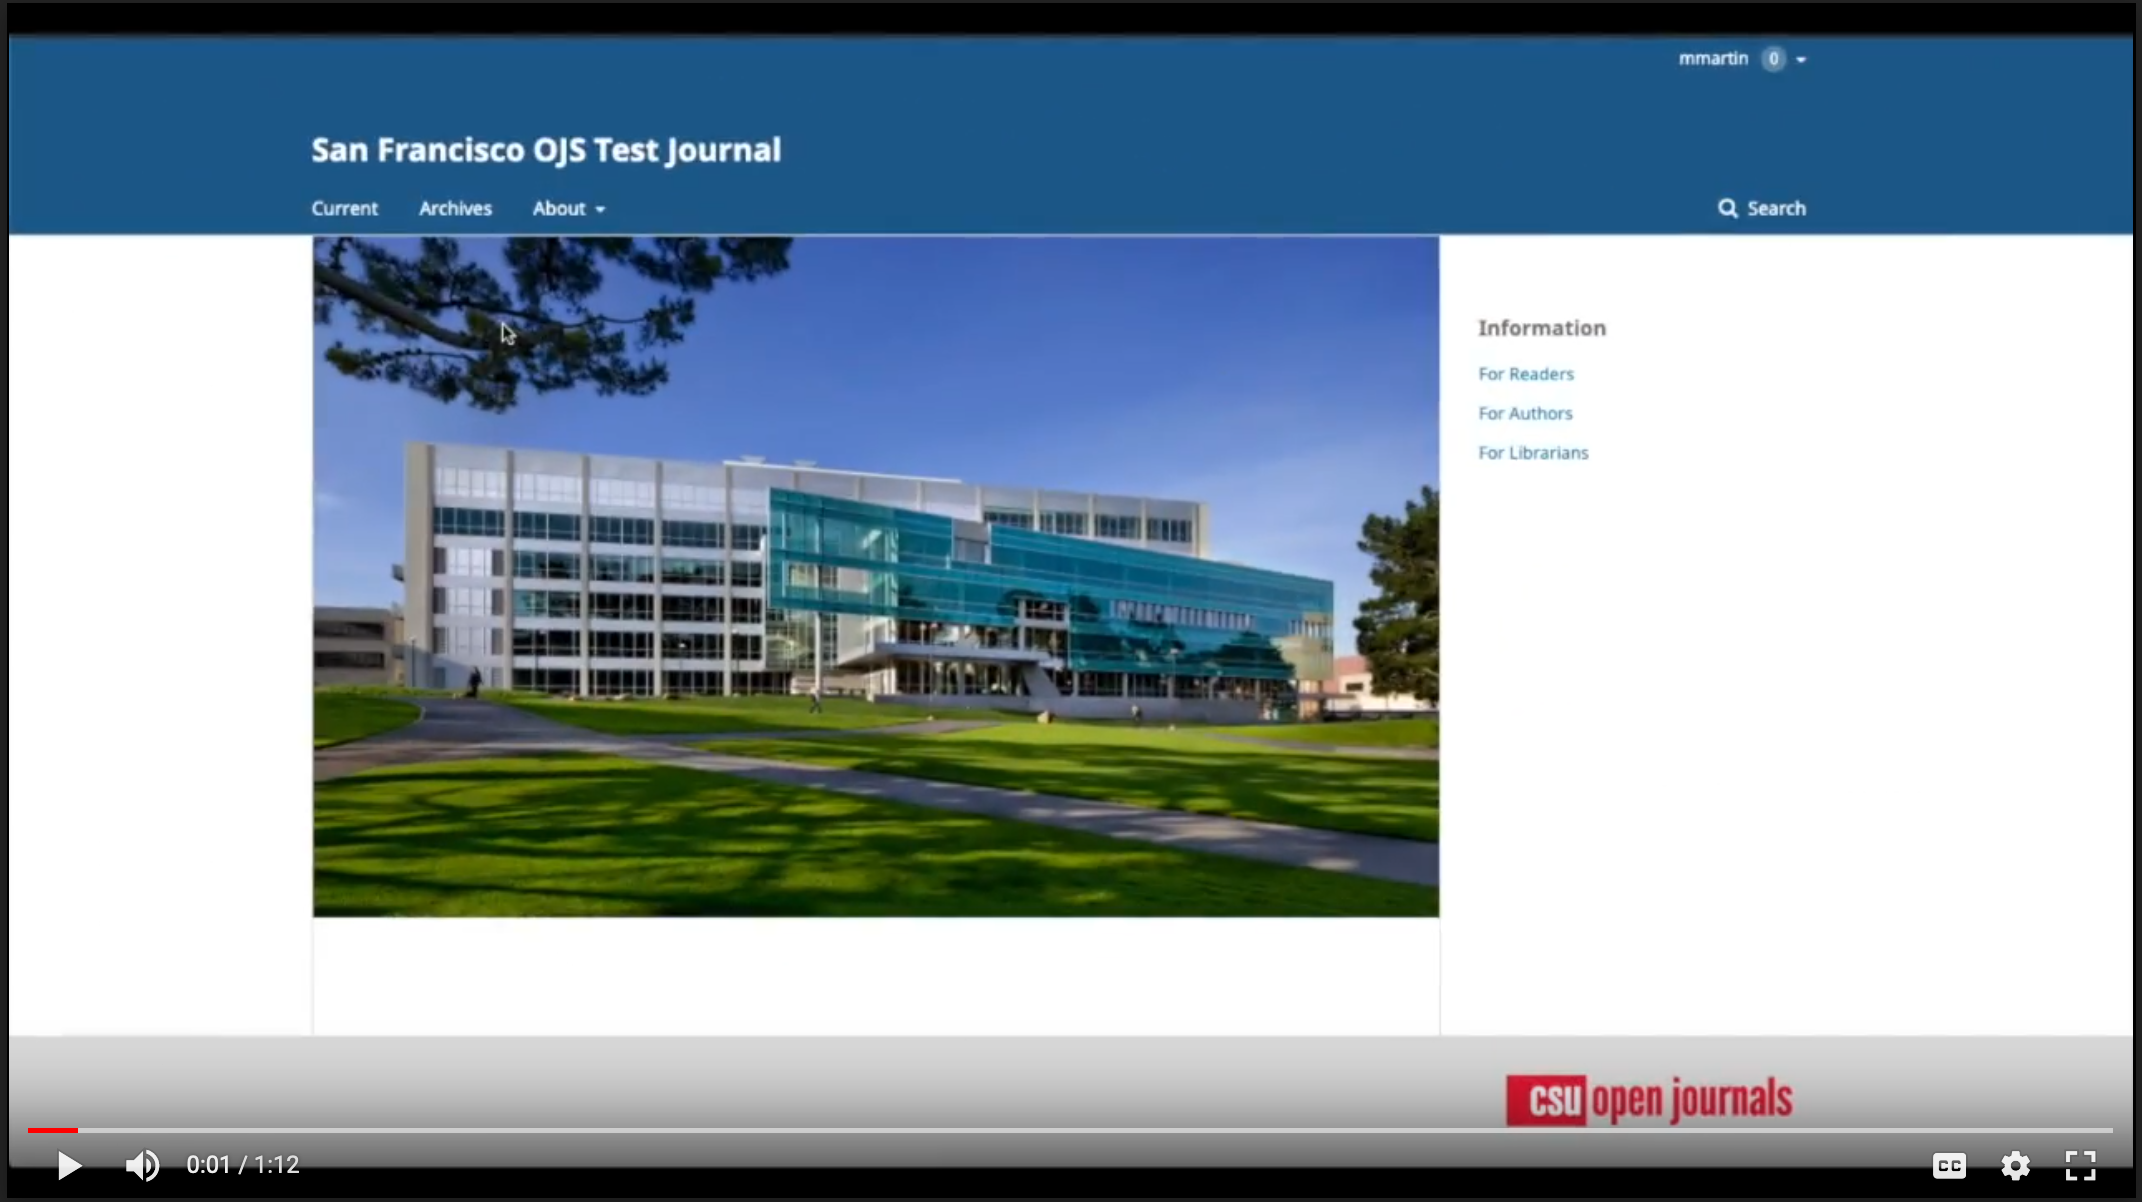 mmartin 0
San Francisco OJS Test Journal
Current Archives About Search
Information
For Readers
For Authors
For Librarians
csu open journals
0:01 / 1:12 CC